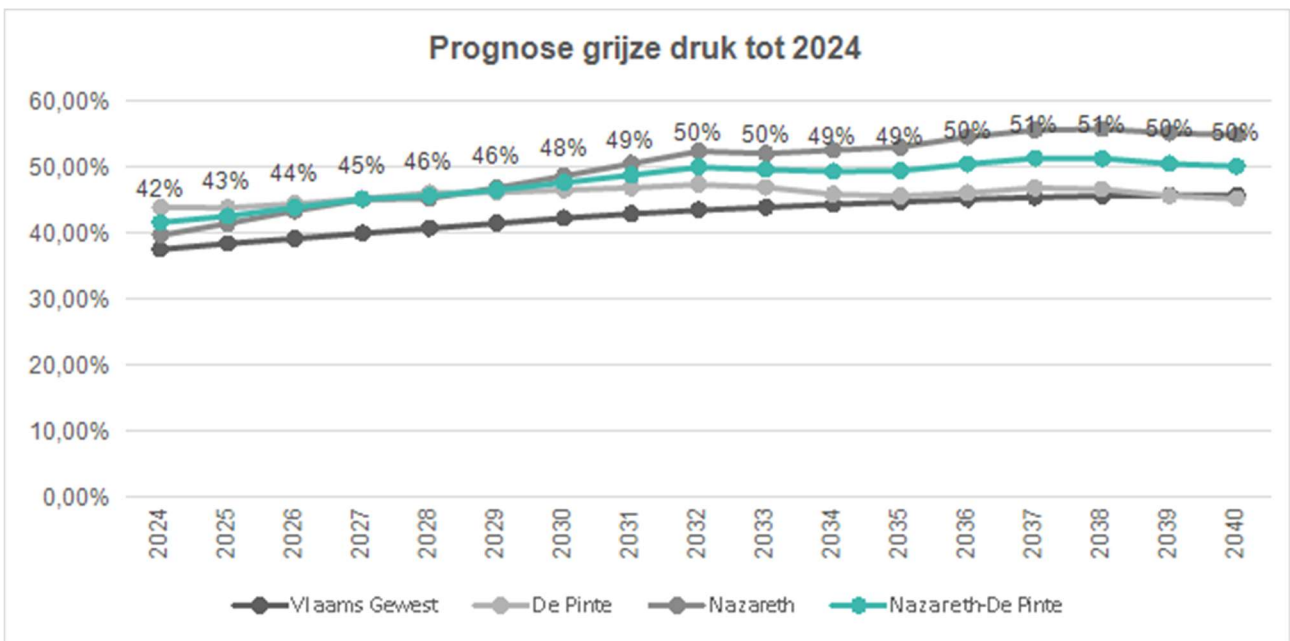 Prognose grijze druk tot 2024
60,00%
50,00%
40,00%
30,00%
20,00%
10,00%
0,00%
42% 43% 44% 45% 46% 46% 48% 49% 50% 50% 49% 49% 50% 51% 51% 50% 50%
2024 2025 2026 2027 2028 2029 2030 2031 2032 2033 2034 2035 2036 2037 2038 2039 2040
Vlaams Gewest De Pinte Nazareth Nazareth-De Pinte